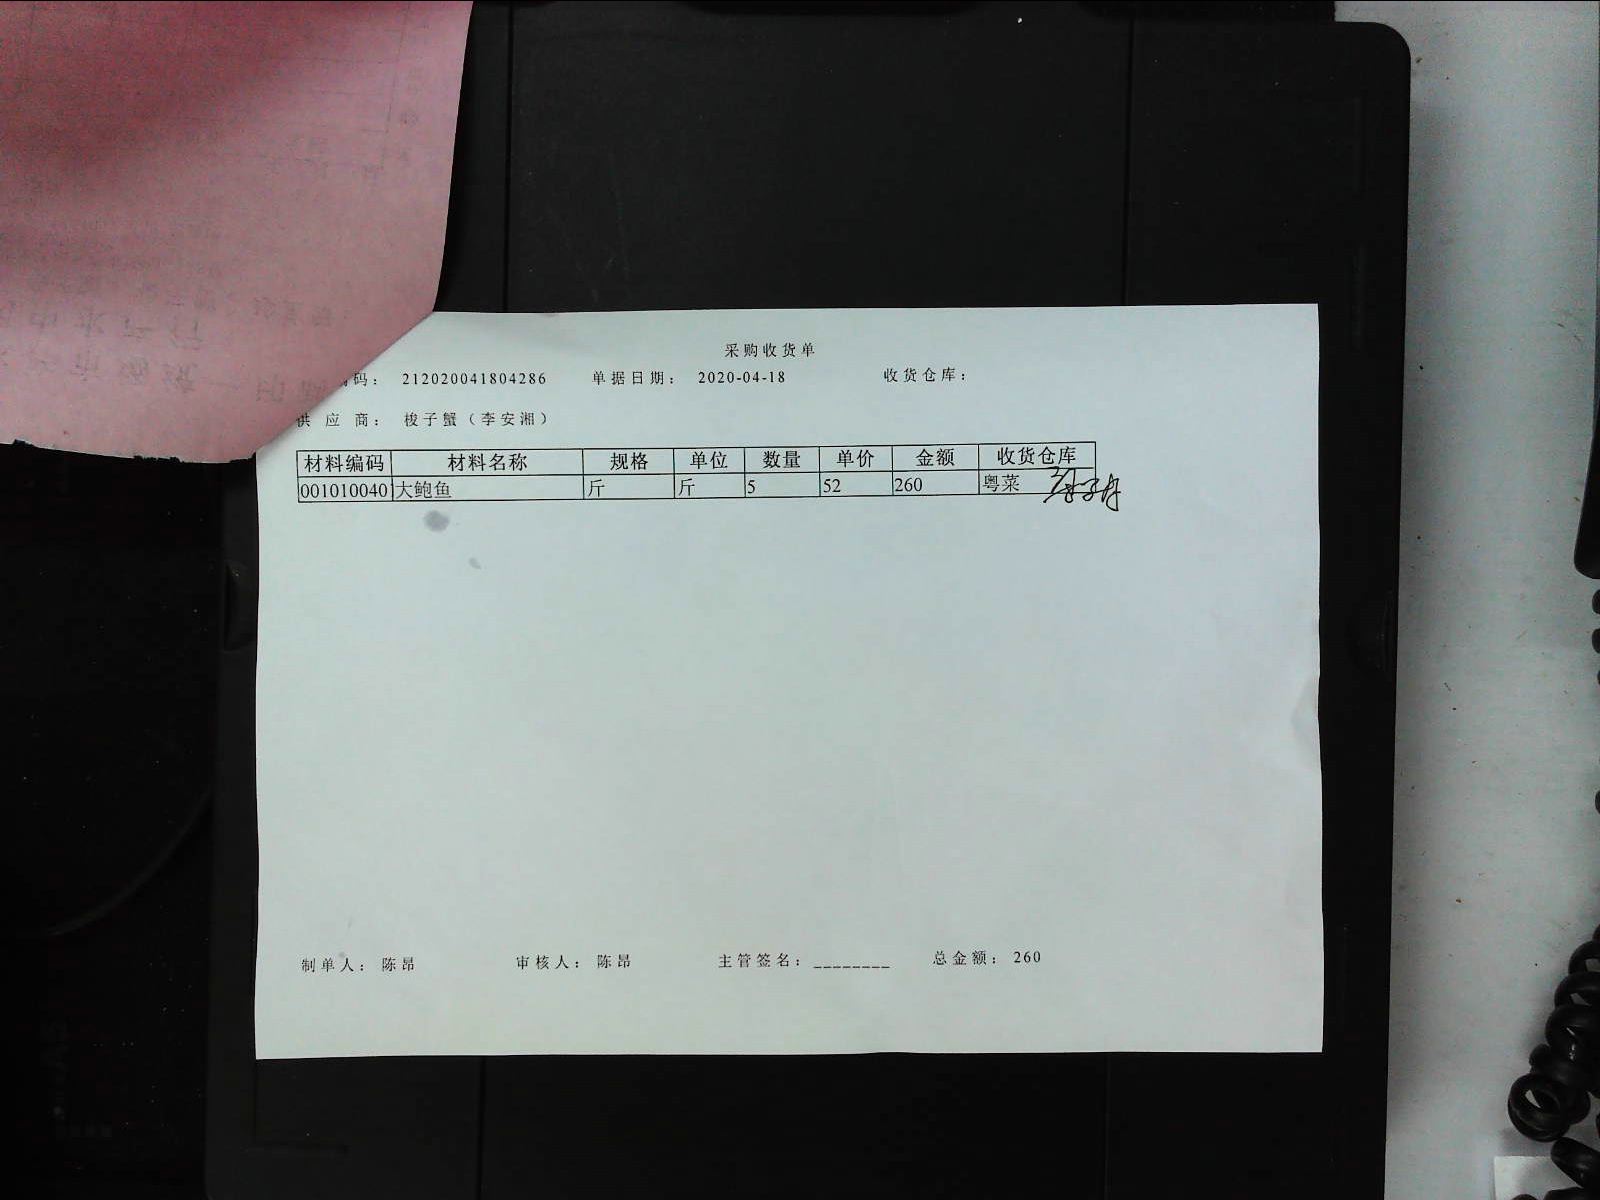 采购收货单
码： 212020041804286 单据日期： 2020-04-18 收货仓库：
供 应 商： 梭子蟹（李安湘）
材料编码 材料名称 规格 单位 数量 单价 金额 收货仓库
001010040 大鲍鱼 斤 斤 5 52 260 粤菜
制单人： 陈昂 审核人： 陈昂 主管签名：________ 总金额： 260